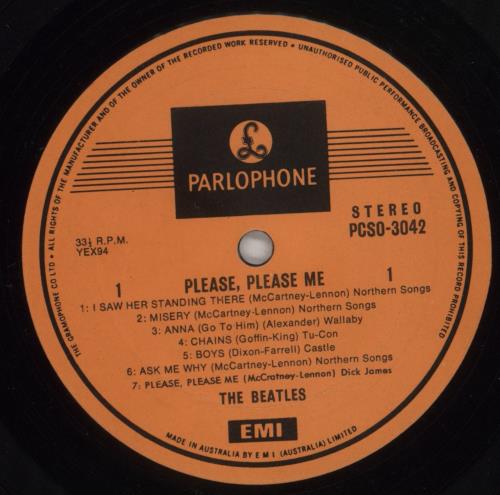 THE GRAMOPHONE CO LTD • ALL RIGHTS OF THE MANUFACTURER AND OF THE OWNER OF THE RECORDED WORK RESERVED • UNAUTHORISED PUBLIC PERFORMANCE BROADCASTING AND COPYING OF THIS RECORD PROHIBITED
£
PARLOPHONE
STEREO
PCSO-3042
33⅓ R.P.M.
YEX94
1 PLEASE, PLEASE ME 1
1: I SAW HER STANDING THERE (McCartney-Lennon) Northern Songs
2: MISERY (McCartney-Lennon) Northern Songs
3: ANNA (Go To Him) (Alexander) Wallaby
4: CHAINS (Goffin-King) Tu-Con
5: BOYS (Dixon-Farrell) Castle
6: ASK ME WHY (McCartney-Lennon) Northern Songs
7: PLEASE, PLEASE ME (McCratney-Lennon) Dick James
THE BEATLES
EMI
MADE IN AUSTRALIA BY E M I (AUSTRALIA) LIMITED